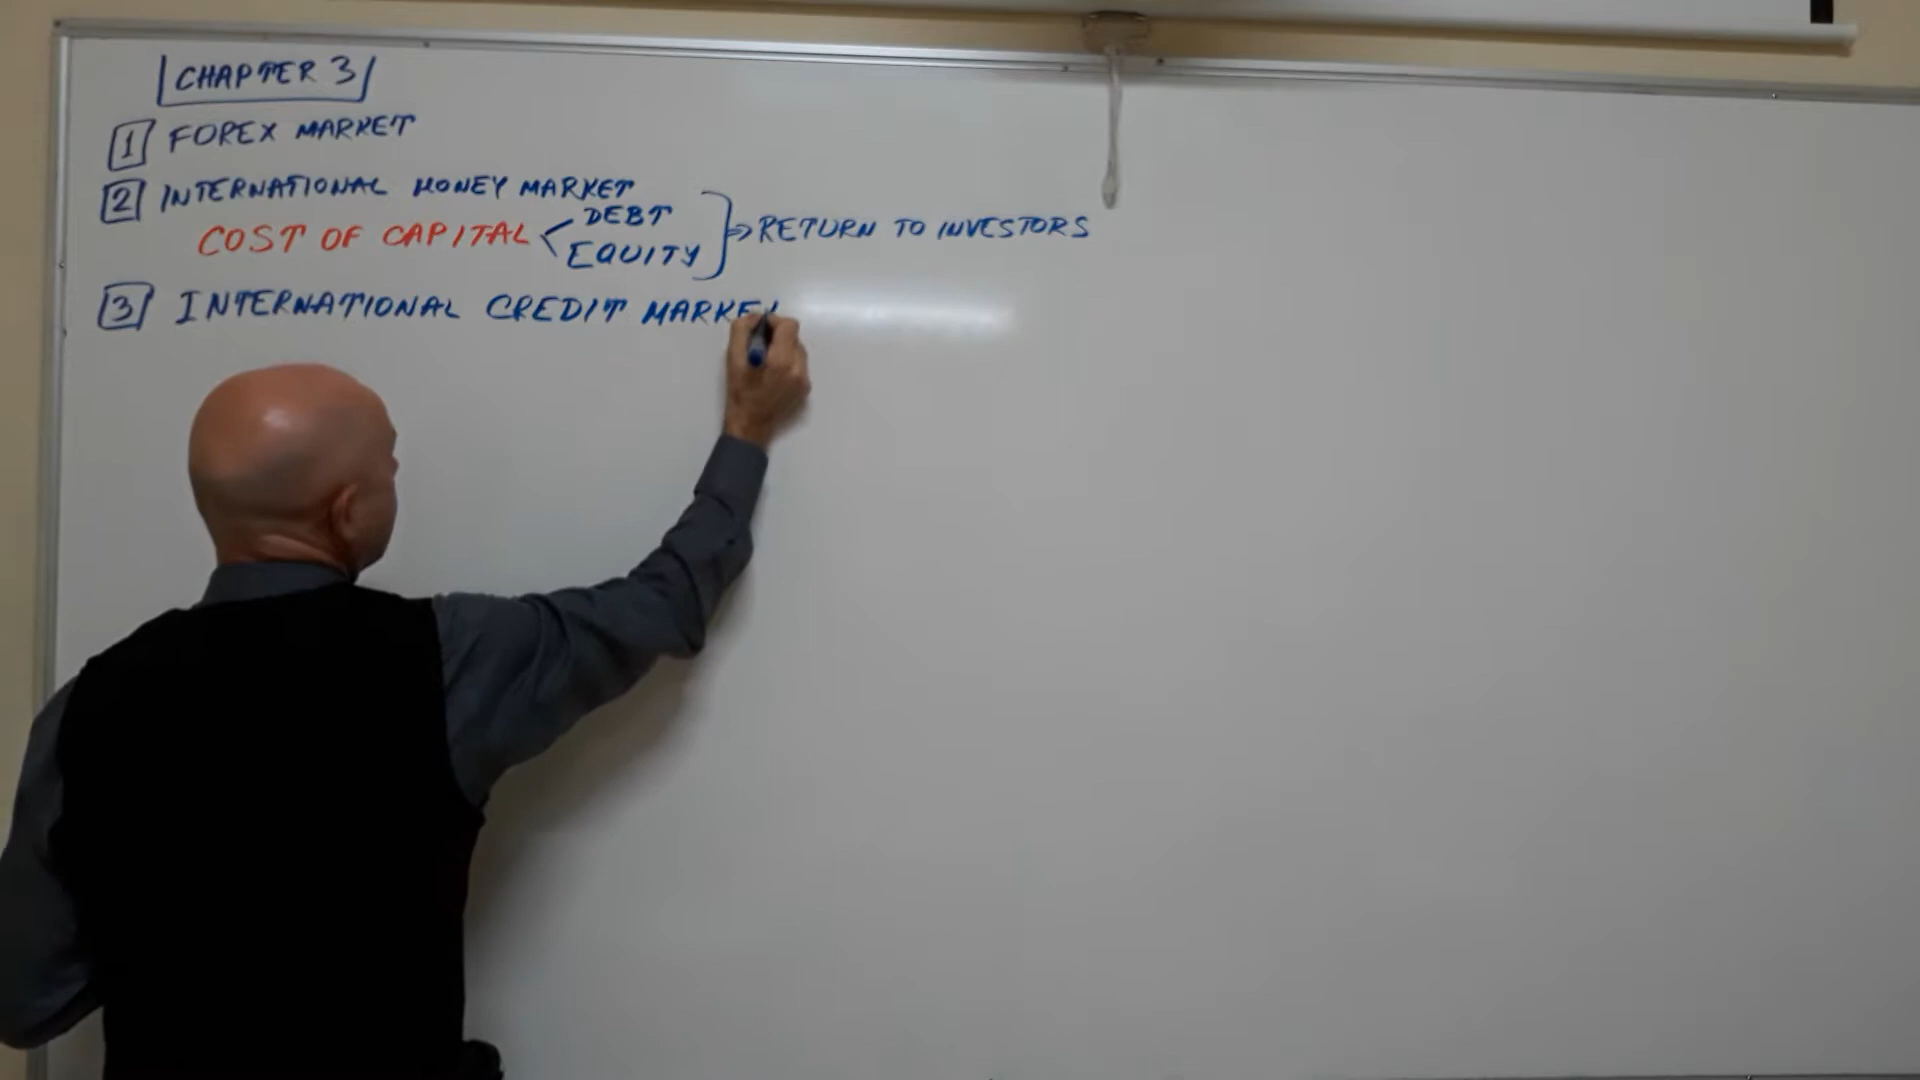 CHAPTER 3
1 FOREX MARKET
2 INTERNATIONAL MONEY MARKET
COST OF CAPITAL < DEBT
EQUITY } => RETURN TO INVESTORS
3 INTERNATIONAL CREDIT MARKE